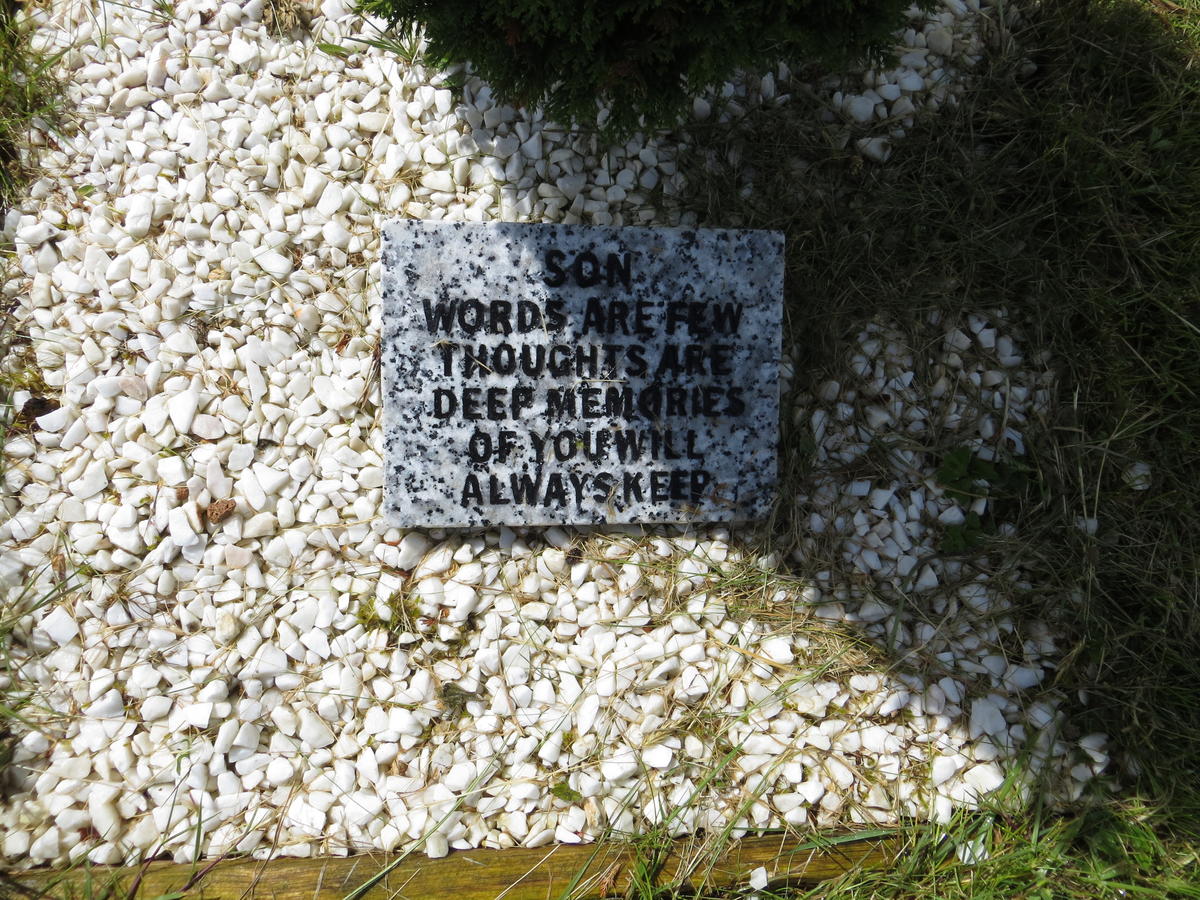 SON
WORDS ARE FEW
THOUGHTS ARE
DEEP MEMORIES
OF YOU WILL
ALWAYS KEEP